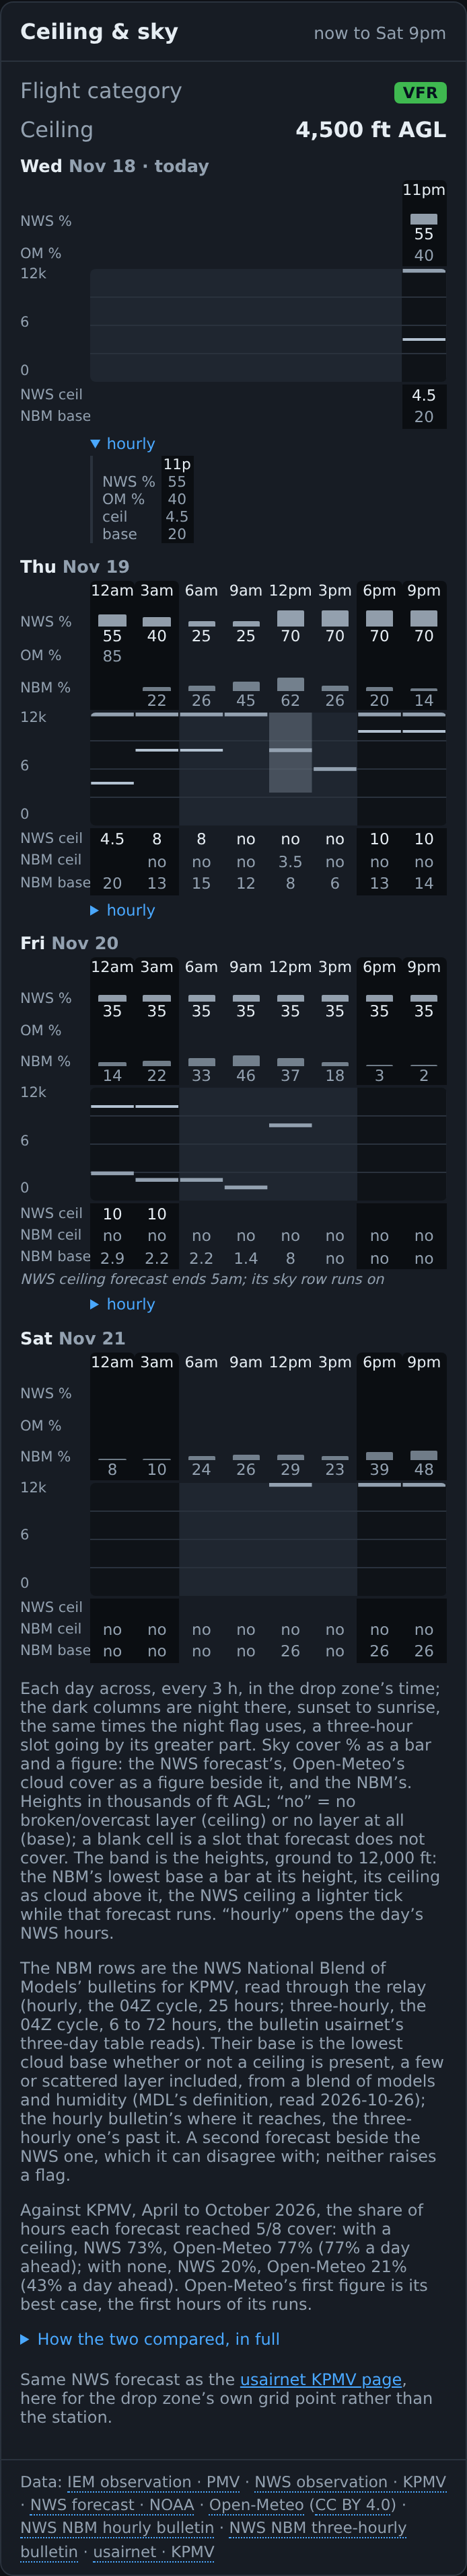 Ceiling & sky now to Sat 9pm
Flight category VFR
Ceiling 4,500 ft AGL
Wed Nov 18 · today
11pm
NWS % 55
OM % 40
12k
6
0
NWS ceil 4.5
NBM base 20
▼ hourly
11p
NWS % 55
OM % 40
ceil 4.5
base 20
Thu Nov 19
12am 3am 6am 9am 12pm 3pm 6pm 9pm
NWS % 55 40 25 25 70 70 70 70
OM % 85
NBM % 22 26 45 62 26 20 14
12k
6
0
NWS ceil 4.5 8 8 no no no 10 10
NBM ceil no no no 3.5 no no no
NBM base 20 13 15 12 8 6 13 14
▶ hourly
Fri Nov 20
12am 3am 6am 9am 12pm 3pm 6pm 9pm
NWS % 35 35 35 35 35 35 35 35
OM %
NBM % 14 22 33 46 37 18 3 2
12k
6
0
NWS ceil 10 10
NBM ceil no no no no no no no no
NBM base 2.9 2.2 2.2 1.4 8 no no no
NWS ceiling forecast ends 5am; its sky row runs on
▶ hourly
Sat Nov 21
12am 3am 6am 9am 12pm 3pm 6pm 9pm
NWS %
OM %
NBM % 8 10 24 26 29 23 39 48
12k
6
0
NWS ceil
NBM ceil no no no no no no no no
NBM base no no no no 26 no 26 26
Each day across, every 3 h, in the drop zone’s time;
the dark columns are night there, sunset to sunrise,
the same times the night flag uses, a three-hour
slot going by its greater part. Sky cover % as a bar
and a figure: the NWS forecast’s, Open-Meteo’s
cloud cover as a figure beside it, and the NBM’s.
Heights in thousands of ft AGL; “no” = no
broken/overcast layer (ceiling) or no layer at all
(base); a blank cell is a slot that forecast does not
cover. The band is the heights, ground to 12,000 ft:
the NBM’s lowest base a bar at its height, its ceiling
as cloud above it, the NWS ceiling a lighter tick
while that forecast runs. “hourly” opens the day’s
NWS hours.
The NBM rows are the NWS National Blend of
Models’ bulletins for KPMV, read through the relay
(hourly, the 04Z cycle, 25 hours; three-hourly, the
04Z cycle, 6 to 72 hours, the bulletin usairnet’s
three-day table reads). Their base is the lowest
cloud base whether or not a ceiling is present, a few
or scattered layer included, from a blend of models
and humidity (MDL’s definition, read 2026-10-26);
the hourly bulletin’s where it reaches, the three-
hourly one’s past it. A second forecast beside the
NWS one, which it can disagree with; neither raises
a flag.
Against KPMV, April to October 2026, the share of
hours each forecast reached 5/8 cover: with a
ceiling, NWS 73%, Open-Meteo 77% (77% a day
ahead); with none, NWS 20%, Open-Meteo 21%
(43% a day ahead). Open-Meteo’s first figure is its
best case, the first hours of its runs.
▶ How the two compared, in full
Same NWS forecast as the usairnet KPMV page,
here for the drop zone’s own grid point rather than
the station.
Data: IEM observation · PMV · NWS observation · KPMV
· NWS forecast · NOAA · Open-Meteo (CC BY 4.0) ·
NWS NBM hourly bulletin · NWS NBM three-hourly
bulletin · usairnet · KPMV